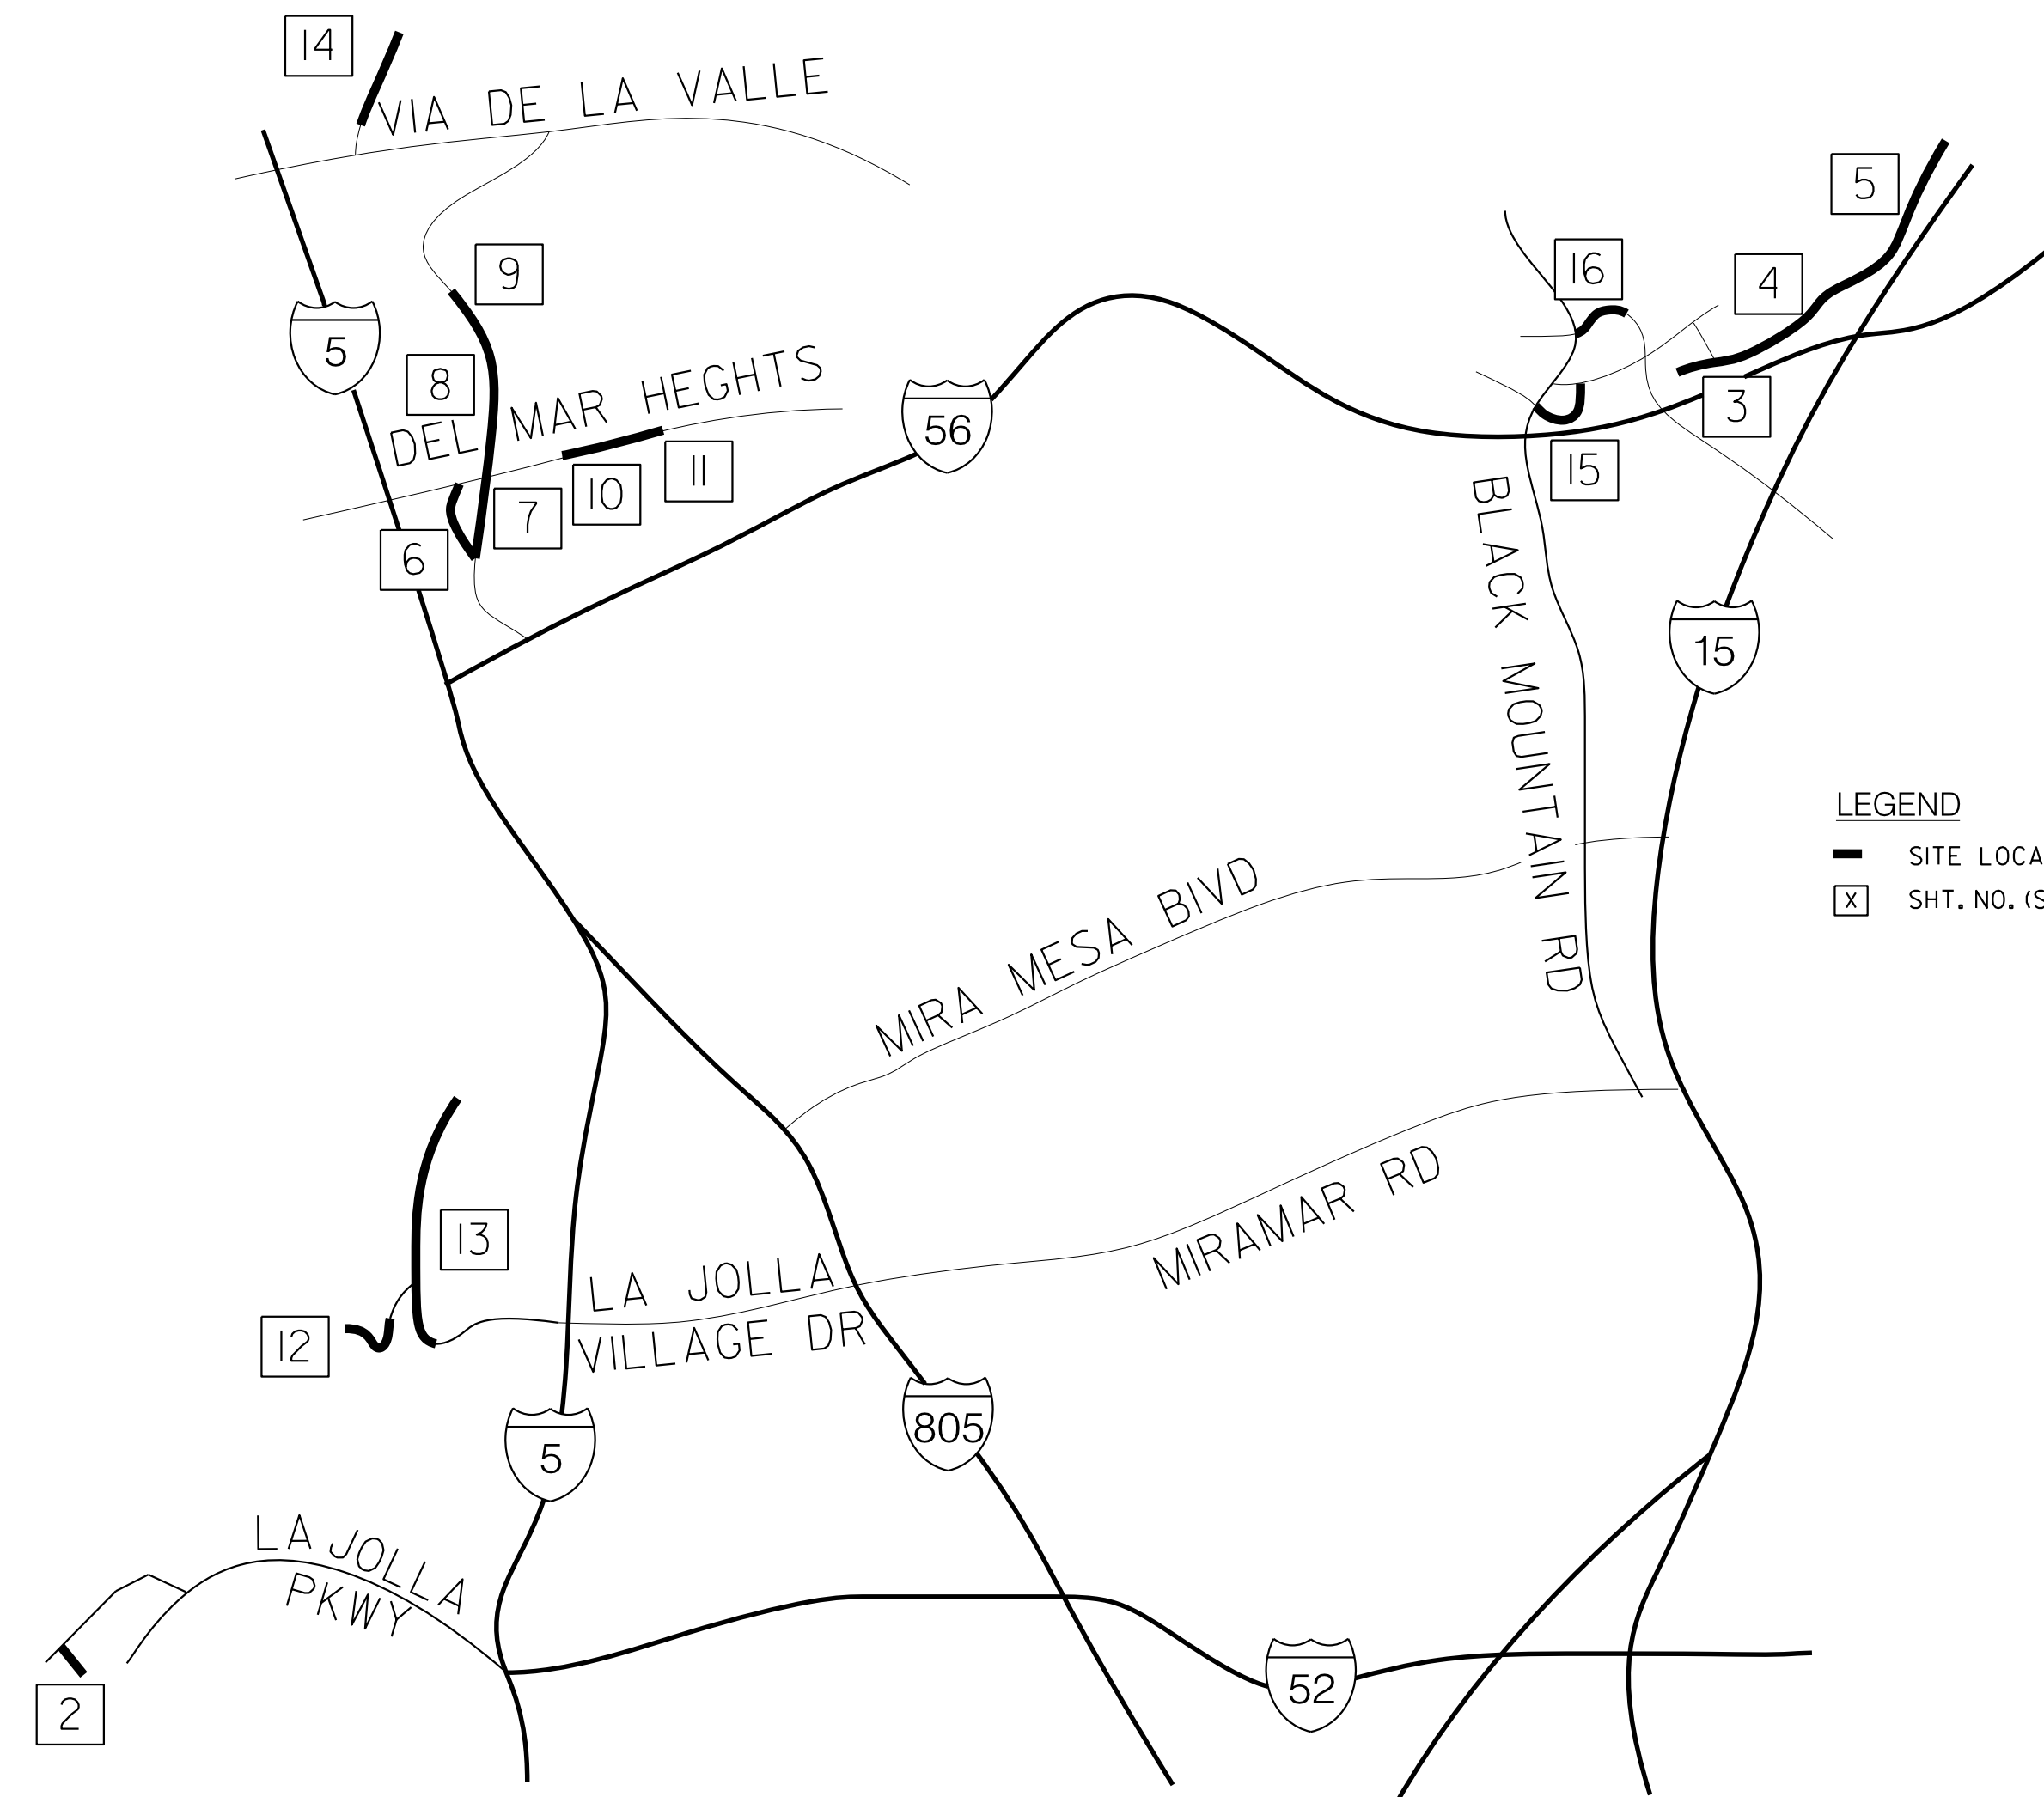 14
VIA DE LA VALLE
5
16
9
4
5
8
DEL MAR HEGHTS
56
3
11
10
7
15
6
BLACK MOUNTAIN RD
15
LEGEND
SITE LOCA
X SHT. NO. (S
MIRA MESA BIVD
MIRAMAR RD
13
LA JOLLA
VILLAGE DR
12
805
5
LA JOLLA
PKWY
52
2